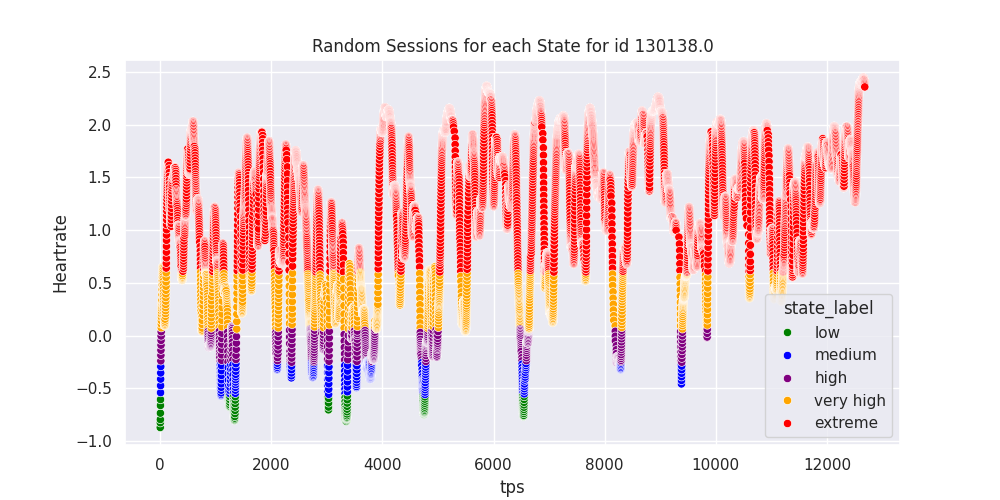 Random Sessions for each State for id 130138.0
Heartrate
2.5
2.0
1.5
1.0
0.5
0.0
−0.5
−1.0
0
2000
4000
6000
8000
10000
12000
tps
state_label
low
medium
high
very high
extreme